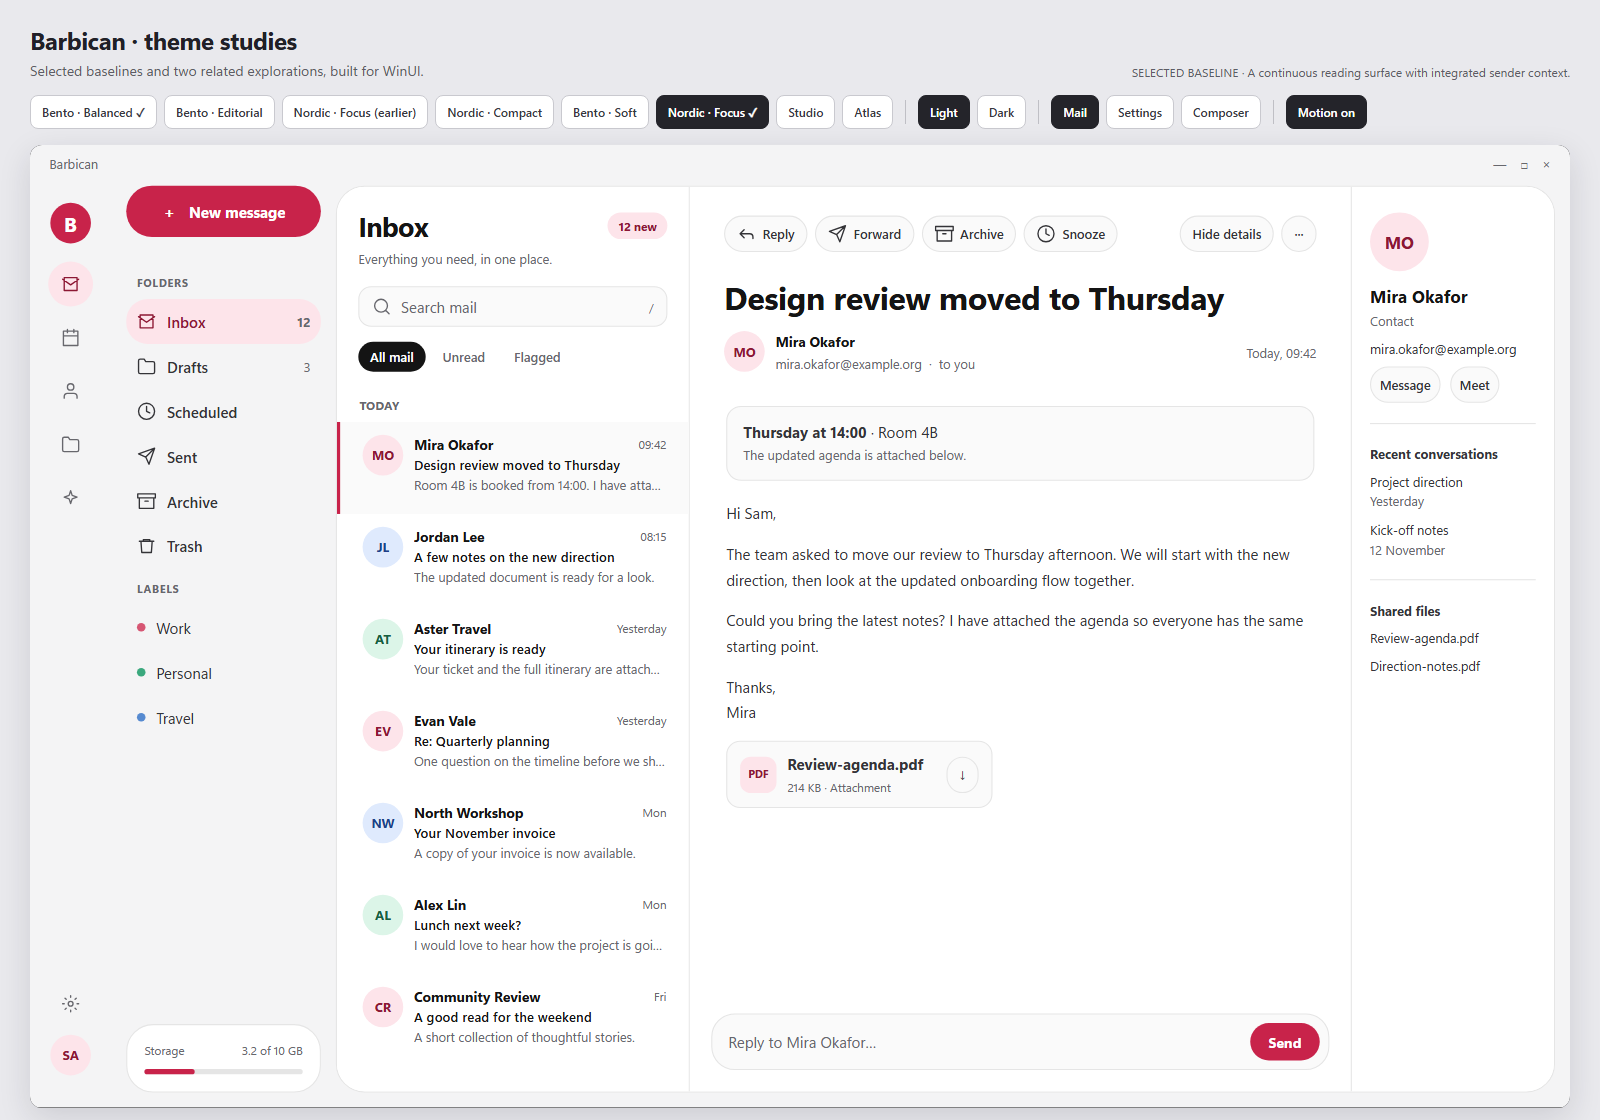 Barbican · theme studies
Selected baselines and two related explorations, built for WinUI.
SELECTED BASELINE · A continuous reading surface with integrated sender context.
Bento · Balanced ✓
Bento · Editorial
Nordic · Focus (earlier)
Nordic · Compact
Bento · Soft
Nordic · Focus ✓
Studio
Atlas
Light
Dark
Mail
Settings
Composer
Motion on
Barbican
B
+ New message
FOLDERS
Inbox 12
Drafts 3
Scheduled
Sent
Archive
Trash
LABELS
Work
Personal
Travel
SA
Storage 3.2 of 10 GB
Inbox
12 new
Everything you need, in one place.
Search mail /
All mail
Unread
Flagged
TODAY
MO
Mira Okafor 09:42
Design review moved to Thursday
Room 4B is booked from 14:00. I have atta...
JL
Jordan Lee 08:15
A few notes on the new direction
The updated document is ready for a look.
AT
Aster Travel Yesterday
Your itinerary is ready
Your ticket and the full itinerary are attach...
EV
Evan Vale Yesterday
Re: Quarterly planning
One question on the timeline before we sh...
NW
North Workshop Mon
Your November invoice
A copy of your invoice is now available.
AL
Alex Lin Mon
Lunch next week?
I would love to hear how the project is goi...
CR
Community Review Fri
A good read for the weekend
A short collection of thoughtful stories.
Reply
Forward
Archive
Snooze
Hide details
...
Design review moved to Thursday
MO
Mira Okafor
mira.okafor@example.org · to you
Today, 09:42
Thursday at 14:00 · Room 4B
The updated agenda is attached below.
Hi Sam,
The team asked to move our review to Thursday afternoon. We will start with the new
direction, then look at the updated onboarding flow together.
Could you bring the latest notes? I have attached the agenda so everyone has the same
starting point.
Thanks,
Mira
PDF
Review-agenda.pdf
214 KB · Attachment
↓
Reply to Mira Okafor...
Send
MO
Mira Okafor
Contact
mira.okafor@example.org
Message
Meet
Recent conversations
Project direction
Yesterday
Kick-off notes
12 November
Shared files
Review-agenda.pdf
Direction-notes.pdf